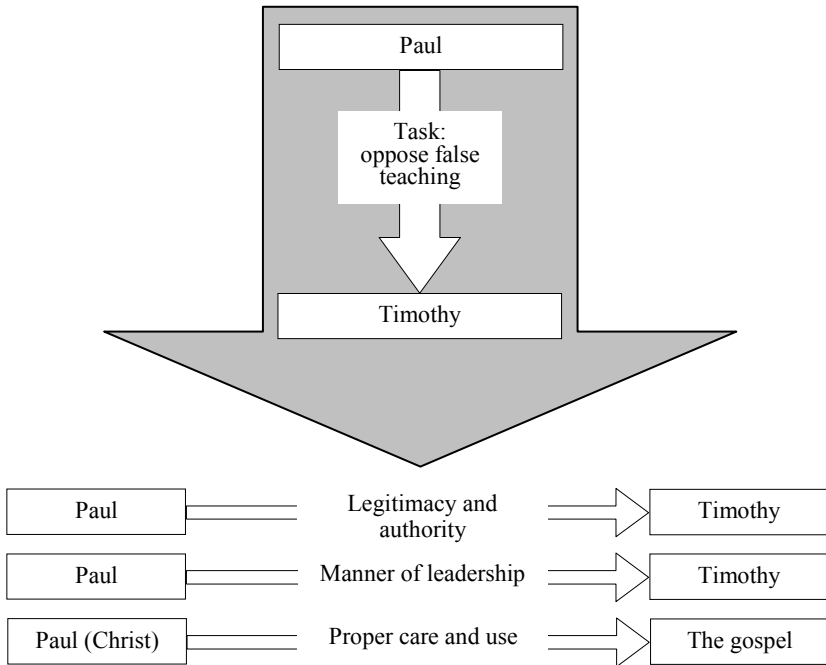 Paul
Task:
oppose false
teaching
Timothy
Paul
Legitimacy and
authority
Timothy
Paul
Manner of leadership
Timothy
Paul (Christ)
Proper care and use
The gospel